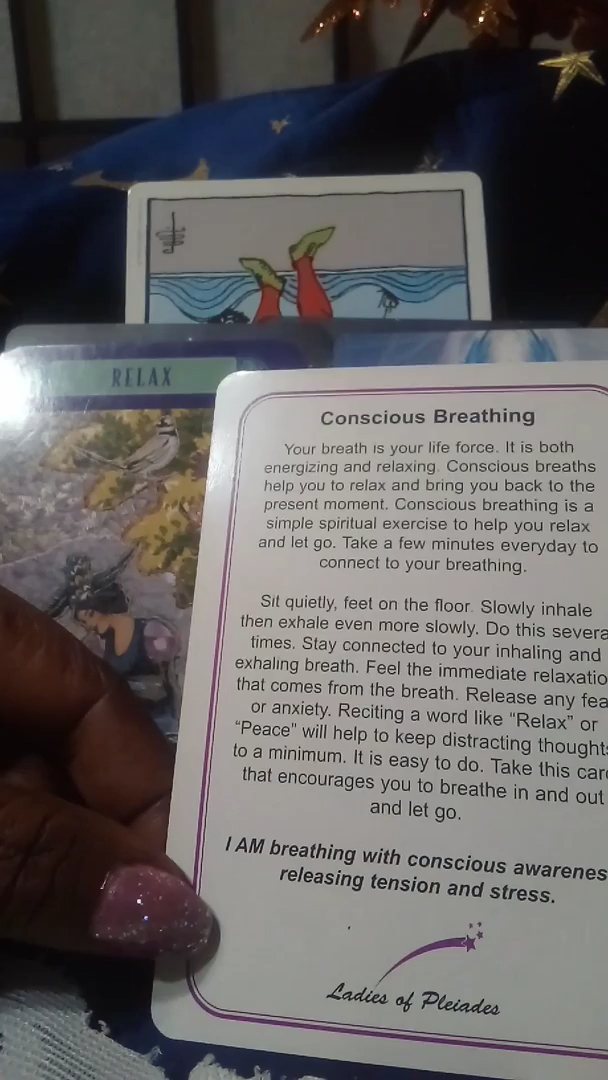 RELAX
Conscious Breathing
Your breath is your life force. It is both
energizing and relaxing. Conscious breaths
help you to relax and bring you back to the
present moment. Conscious breathing is a
simple spiritual exercise to help you relax
and let go. Take a few minutes everyday to
connect to your breathing.
Sit quietly, feet on the floor. Slowly inhale
then exhale even more slowly. Do this severa
times. Stay connected to your inhaling and
exhaling breath. Feel the immediate relaxatio
that comes from the breath. Release any fea
or anxiety. Reciting a word like “Relax” or
“Peace” will help to keep distracting thoughts
to a minimum. It is easy to do. Take this car
that encourages you to breathe in and out
and let go.
I AM breathing with conscious awarenes
releasing tension and stress.
Ladies of Pleiades